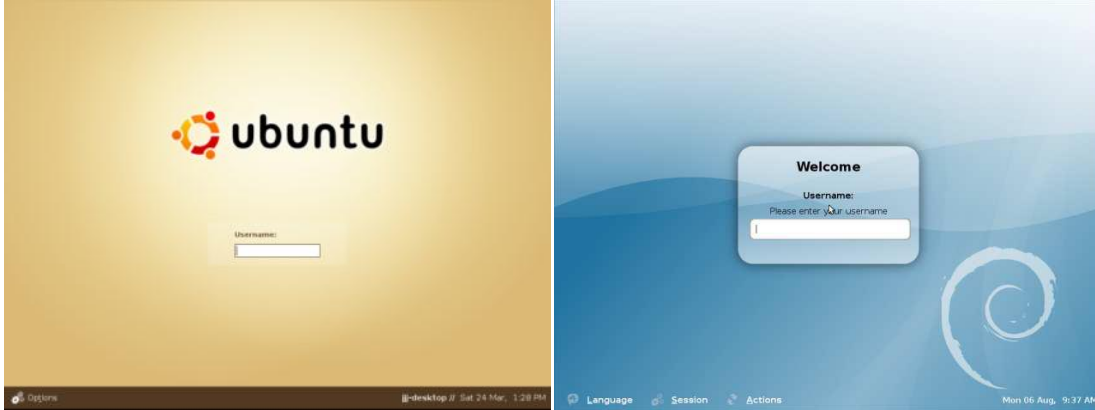 ubuntu
Username:
Options
jjj-desktop // Sat 24 Mar, 1:28 PM
Welcome
Username:
Please enter your username
Language Session Actions
Mon 06 Aug, 9:37 AM